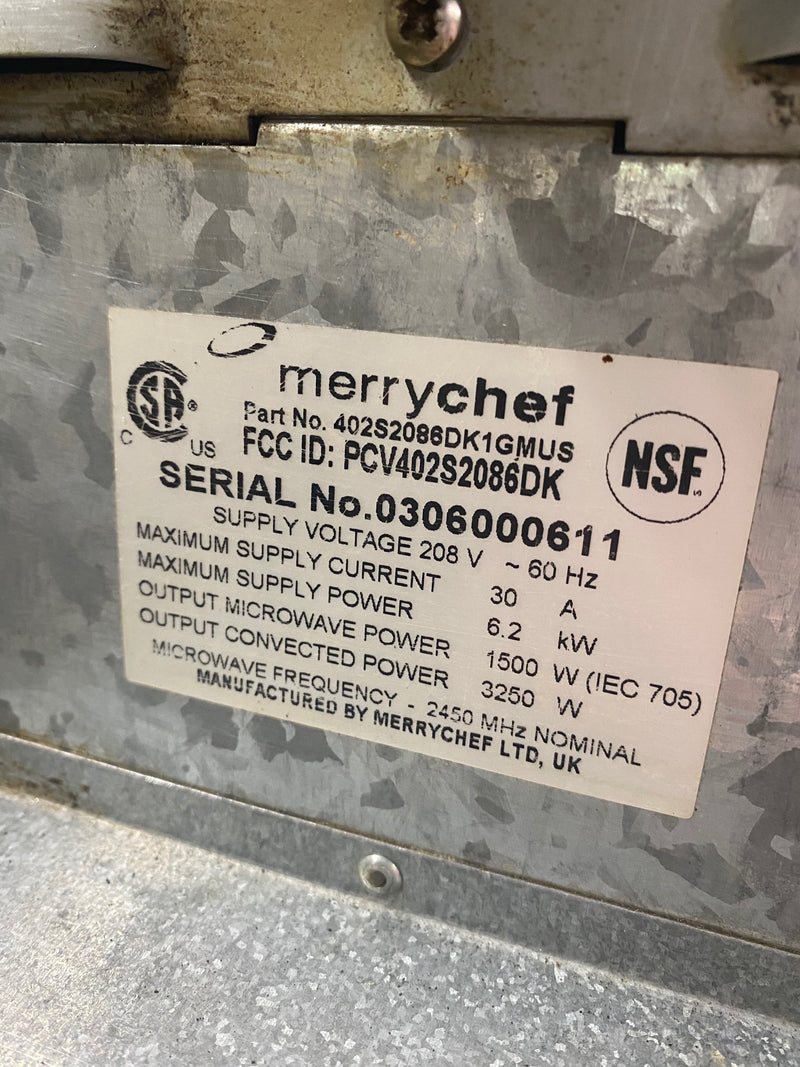 merrychef
CSA®
C US
Part No. 402S2086DK1GMUS
FCC ID: PCV402S2086DK
NSF®
SERIAL No.0306000611
SUPPLY VOLTAGE 208 V ~ 60 Hz
MAXIMUM SUPPLY CURRENT 30 A
MAXIMUM SUPPLY POWER 6.2 kW
OUTPUT MICROWAVE POWER 1500 W (IEC 705)
OUTPUT CONVECTED POWER 3250 W
MICROWAVE FREQUENCY - 2450 MHz NOMINAL
MANUFACTURED BY MERRYCHEF LTD, UK